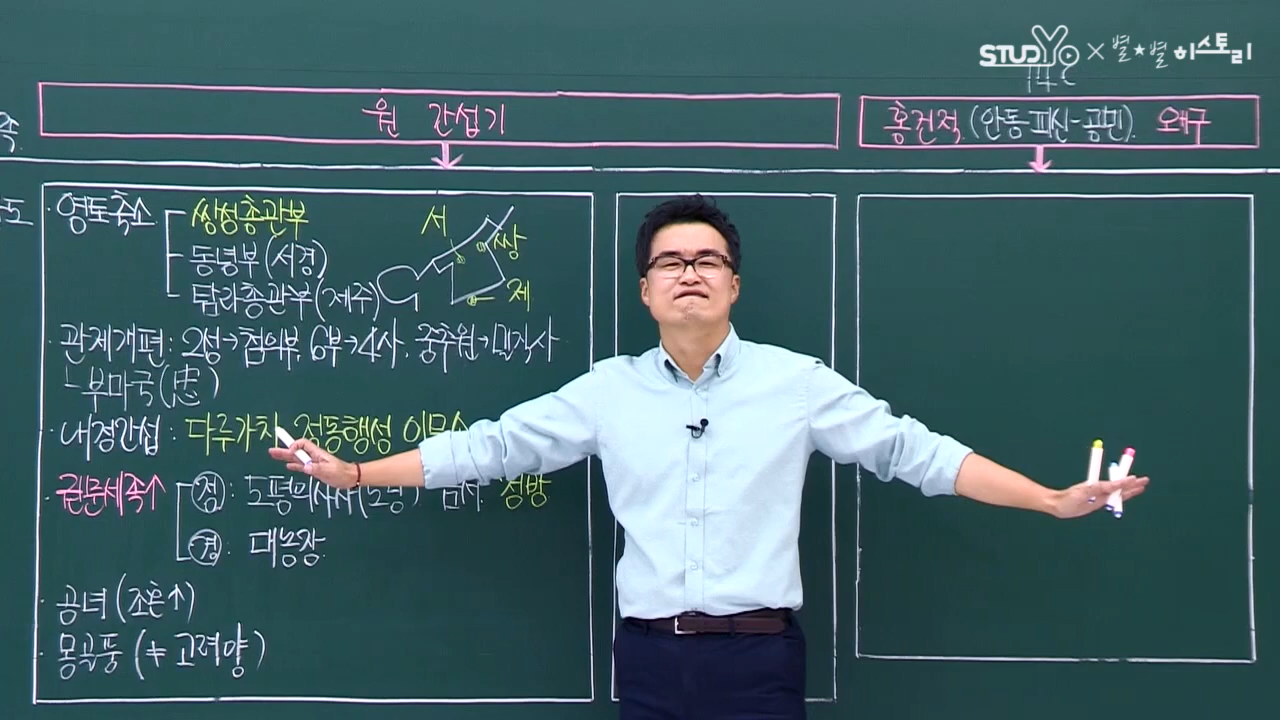 STUDYo × 별★별 히스토리
원 간섭기
홍건적 (안동 피신-공민). 왜구
족
도
· 영토축소
쌍성총관부
동녕부 (서경)
탐라총관부 (제주)
서
쌍
제
· 관제개편 : 2성→첨의부, 6부→4사, 중추원→밀직사
└ 부마국 (忠)
· 내정간섭 : 다루가치 정동행성 이문소
· 권문세족↑
정 : 도평의사사(도당) 정방
경 : 대농장
· 공녀 (조혼↑)
· 몽골풍 (≠ 고려양)